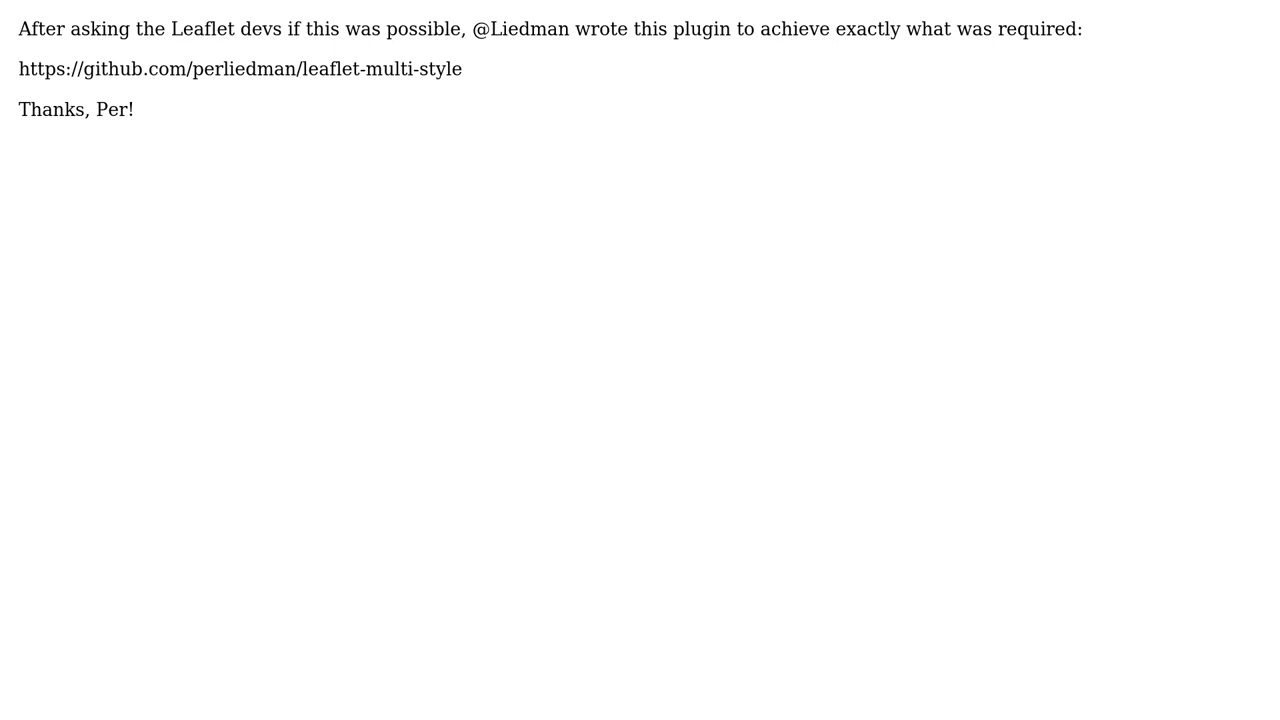 After asking the Leaflet devs if this was possible, @Liedman wrote this plugin to achieve exactly what was required:
https://github.com/perliedman/leaflet-multi-style
Thanks, Per!